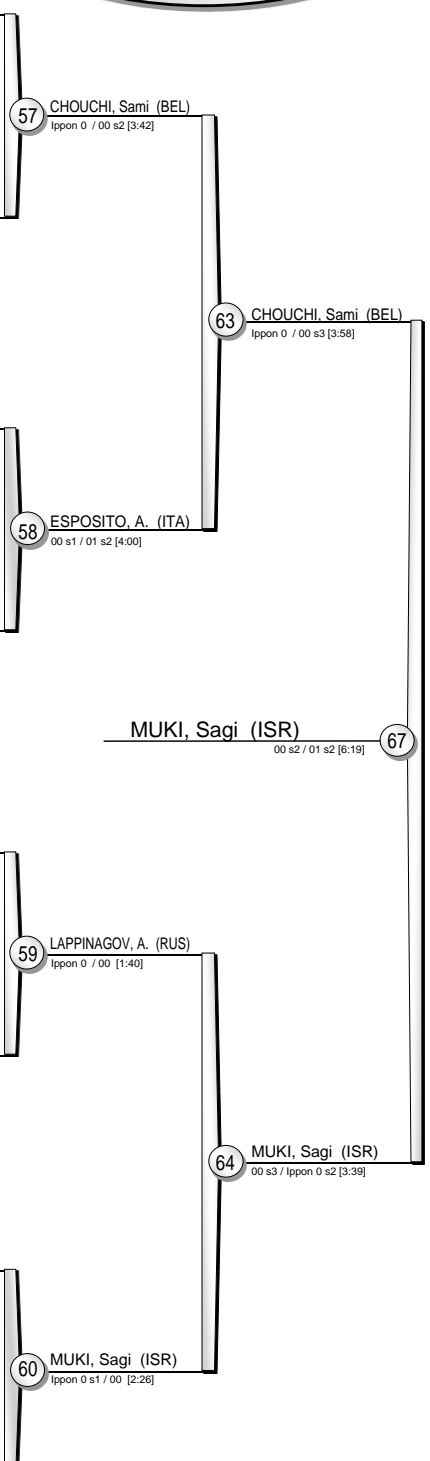 57
CHOUCHI, Sami (BEL)
Ippon 0 / 00 s2 [3:42]
63
CHOUCHI, Sami (BEL)
Ippon 0 / 00 s3 [3:58]
58
ESPOSITO, A. (ITA)
00 s1 / 01 s2 [4:00]
MUKI, Sagi (ISR)
00 s2 / 01 s2 [6:19]
67
59
LAPPINAGOV, A. (RUS)
Ippon 0 / 00 [1:40]
64
MUKI, Sagi (ISR)
00 s3 / Ippon 0 s2 [3:39]
60
MUKI, Sagi (ISR)
Ippon 0 s1 / 00 [2:26]